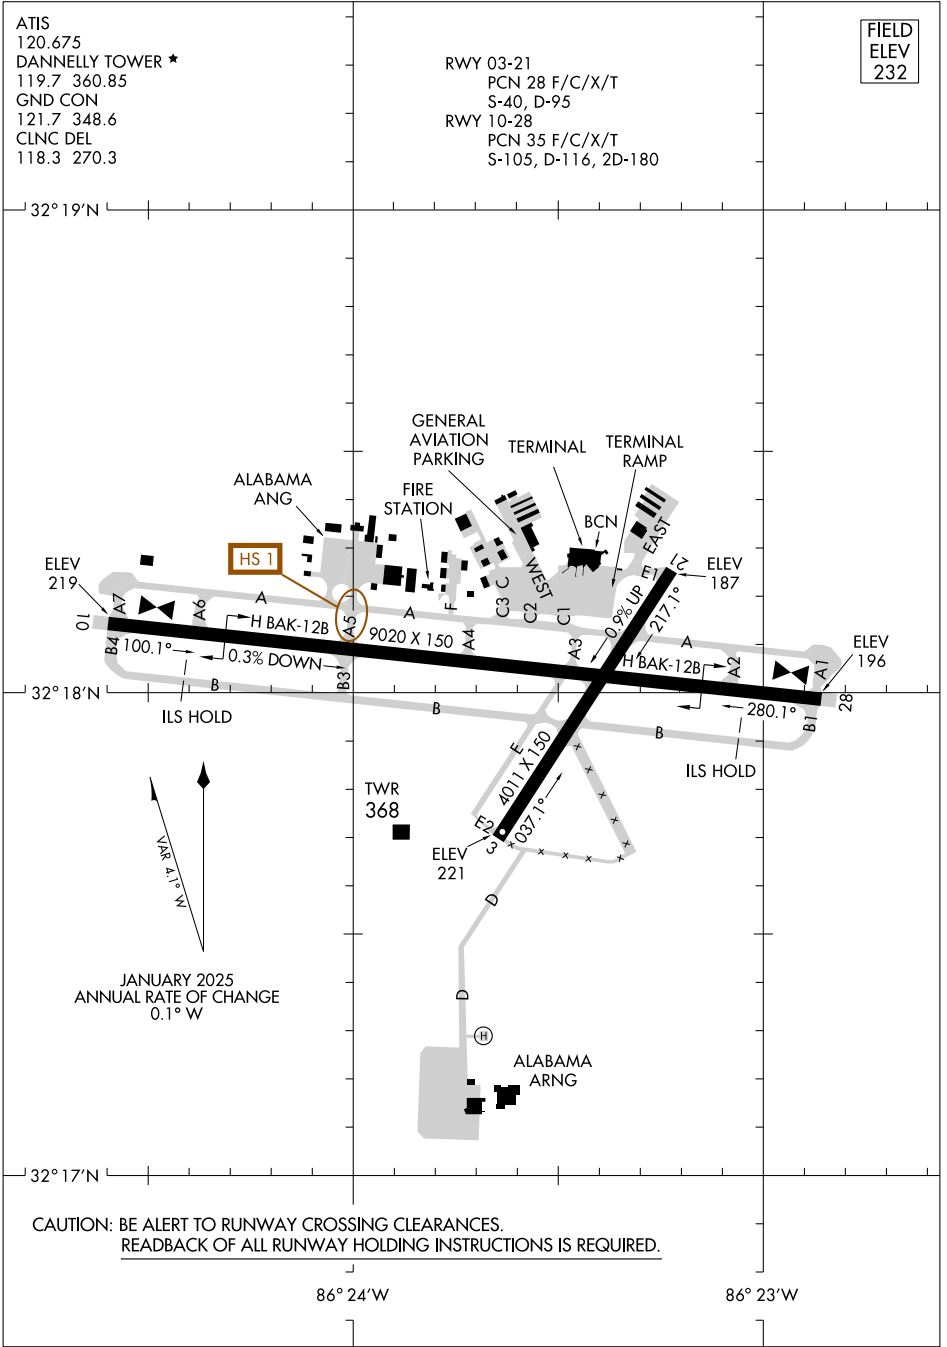 ATIS
120.675
DANNELLY TOWER ★
119.7 360.85
GND CON
121.7 348.6
CLNC DEL
118.3 270.3
RWY 03-21
PCN 28 F/C/X/T
S-40, D-95
RWY 10-28
PCN 35 F/C/X/T
S-105, D-116, 2D-180
FIELD
ELEV
232
32°19'N
GENERAL
AVIATION
PARKING
TERMINAL
TERMINAL
RAMP
ALABAMA
ANG
FIRE
STATION
BCN
HS 1
WEST
EAST
ELEV
219
ELEV
187
21
E1
A7
A6
A
A5
A
F
C3
C
C2
C1
0.9% UP
217.1°
10
H BAK-12B
9020 X 150
A4
A3
H BAK-12B
A
A2
A1
ELEV
196
B4
100.1°
0.3% DOWN
B3
32°18'N
280.1°
B1
28
B
B
B
ILS HOLD
ILS HOLD
E
4011 X 150
037.1°
E2
3
TWR
368
ELEV
221
VAR 4.1° W
D
JANUARY 2025
ANNUAL RATE OF CHANGE
0.1° W
D
H
ALABAMA
ARNG
32°17'N
CAUTION: BE ALERT TO RUNWAY CROSSING CLEARANCES.
READBACK OF ALL RUNWAY HOLDING INSTRUCTIONS IS REQUIRED.
86° 24'W
86° 23'W